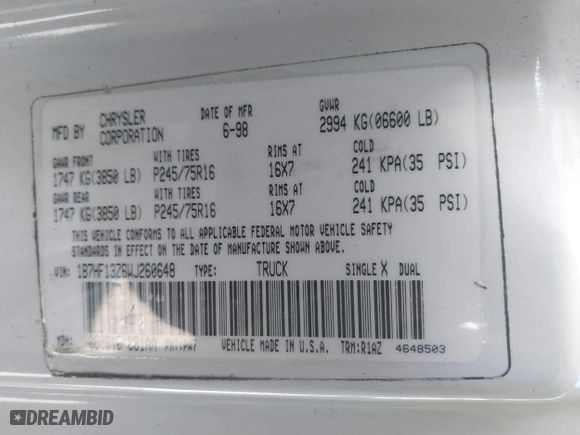 MFD BY CHRYSLER CORPORATION DATE OF MFR 6-98 GVWR 2994 KG(06600 LB)
GAWR FRONT WITH TIRES RIMS AT COLD
1747 KG(3850 LB) P245/75R16 16X7 241 KPA(35 PSI)
GAWR REAR WITH TIRES RIMS AT COLD
1747 KG(3850 LB) P245/75R16 16X7 241 KPA(35 PSI)
THIS VEHICLE CONFORMS TO ALL APPLICABLE FEDERAL MOTOR VEHICLE SAFETY
STANDARDS IN EFFECT ON THE DATE OF MANUFACTURE SHOWN ABOVE.
VIN: 1B7HF13Z6WJ260648 TYPE: TRUCK SINGLE X DUAL
MDH: PNT:PW7 VEHICLE MADE IN U.S.A. TRM:R1AZ 4648503
DREAMBID